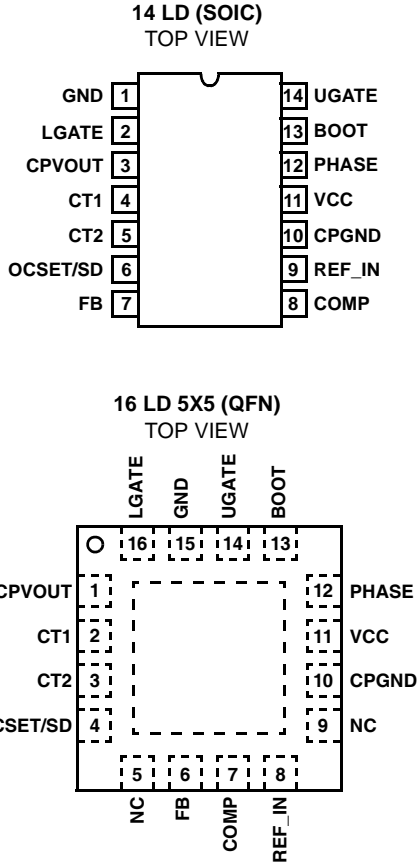 14 LD (SOIC)
TOP VIEW
GND 1 14 UGATE
LGATE 2 13 BOOT
CPVOUT 3 12 PHASE
CT1 4 11 VCC
CT2 5 10 CPGND
OCSET/SD 6 9 REF_IN
FB 7 8 COMP
16 LD 5X5 (QFN)
TOP VIEW
LGATE GND UGATE BOOT
16 15 14 13
CPVOUT 1 12 PHASE
CT1 2 11 VCC
CT2 3 10 CPGND
CSET/SD 4 9 NC
5 6 7 8
NC FB COMP REF_IN